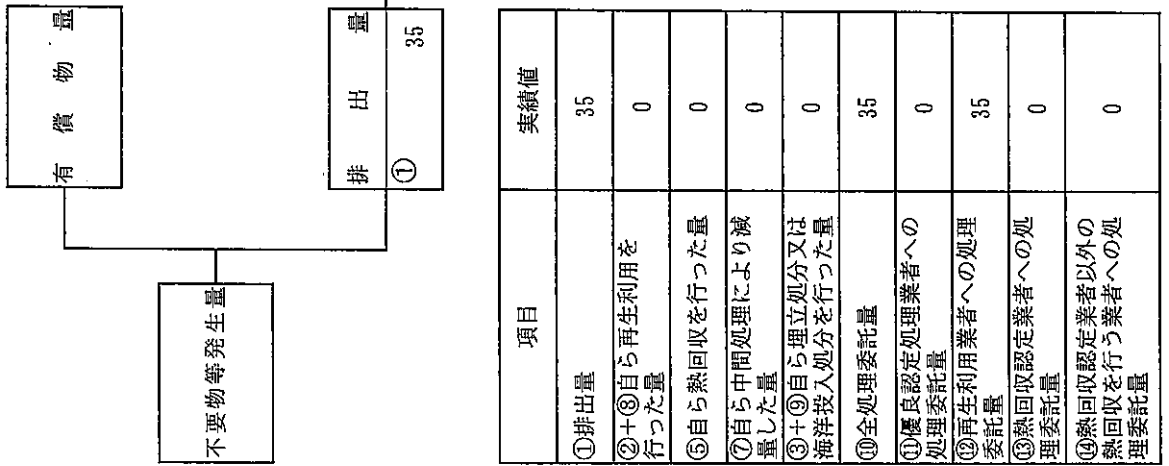 有償物量
不要物等発生量
排出量
① 35
項目 実績値
①排出量 35
②+⑧自ら再生利用を
行った量 0
⑤自ら熱回収を行った量 0
⑦自ら中間処理により減
量した量 0
③+⑨自ら埋立処分又は
海洋投入処分を行った量 0
⑩全処理委託量 35
⑪優良認定処理業者への
処理委託量 0
⑫再生利用業者への処理
委託量 35
⑬熱回収認定業者への処
理委託量 0
⑭熱回収認定業者以外の
熱回収を行う業者への処
理委託量 0